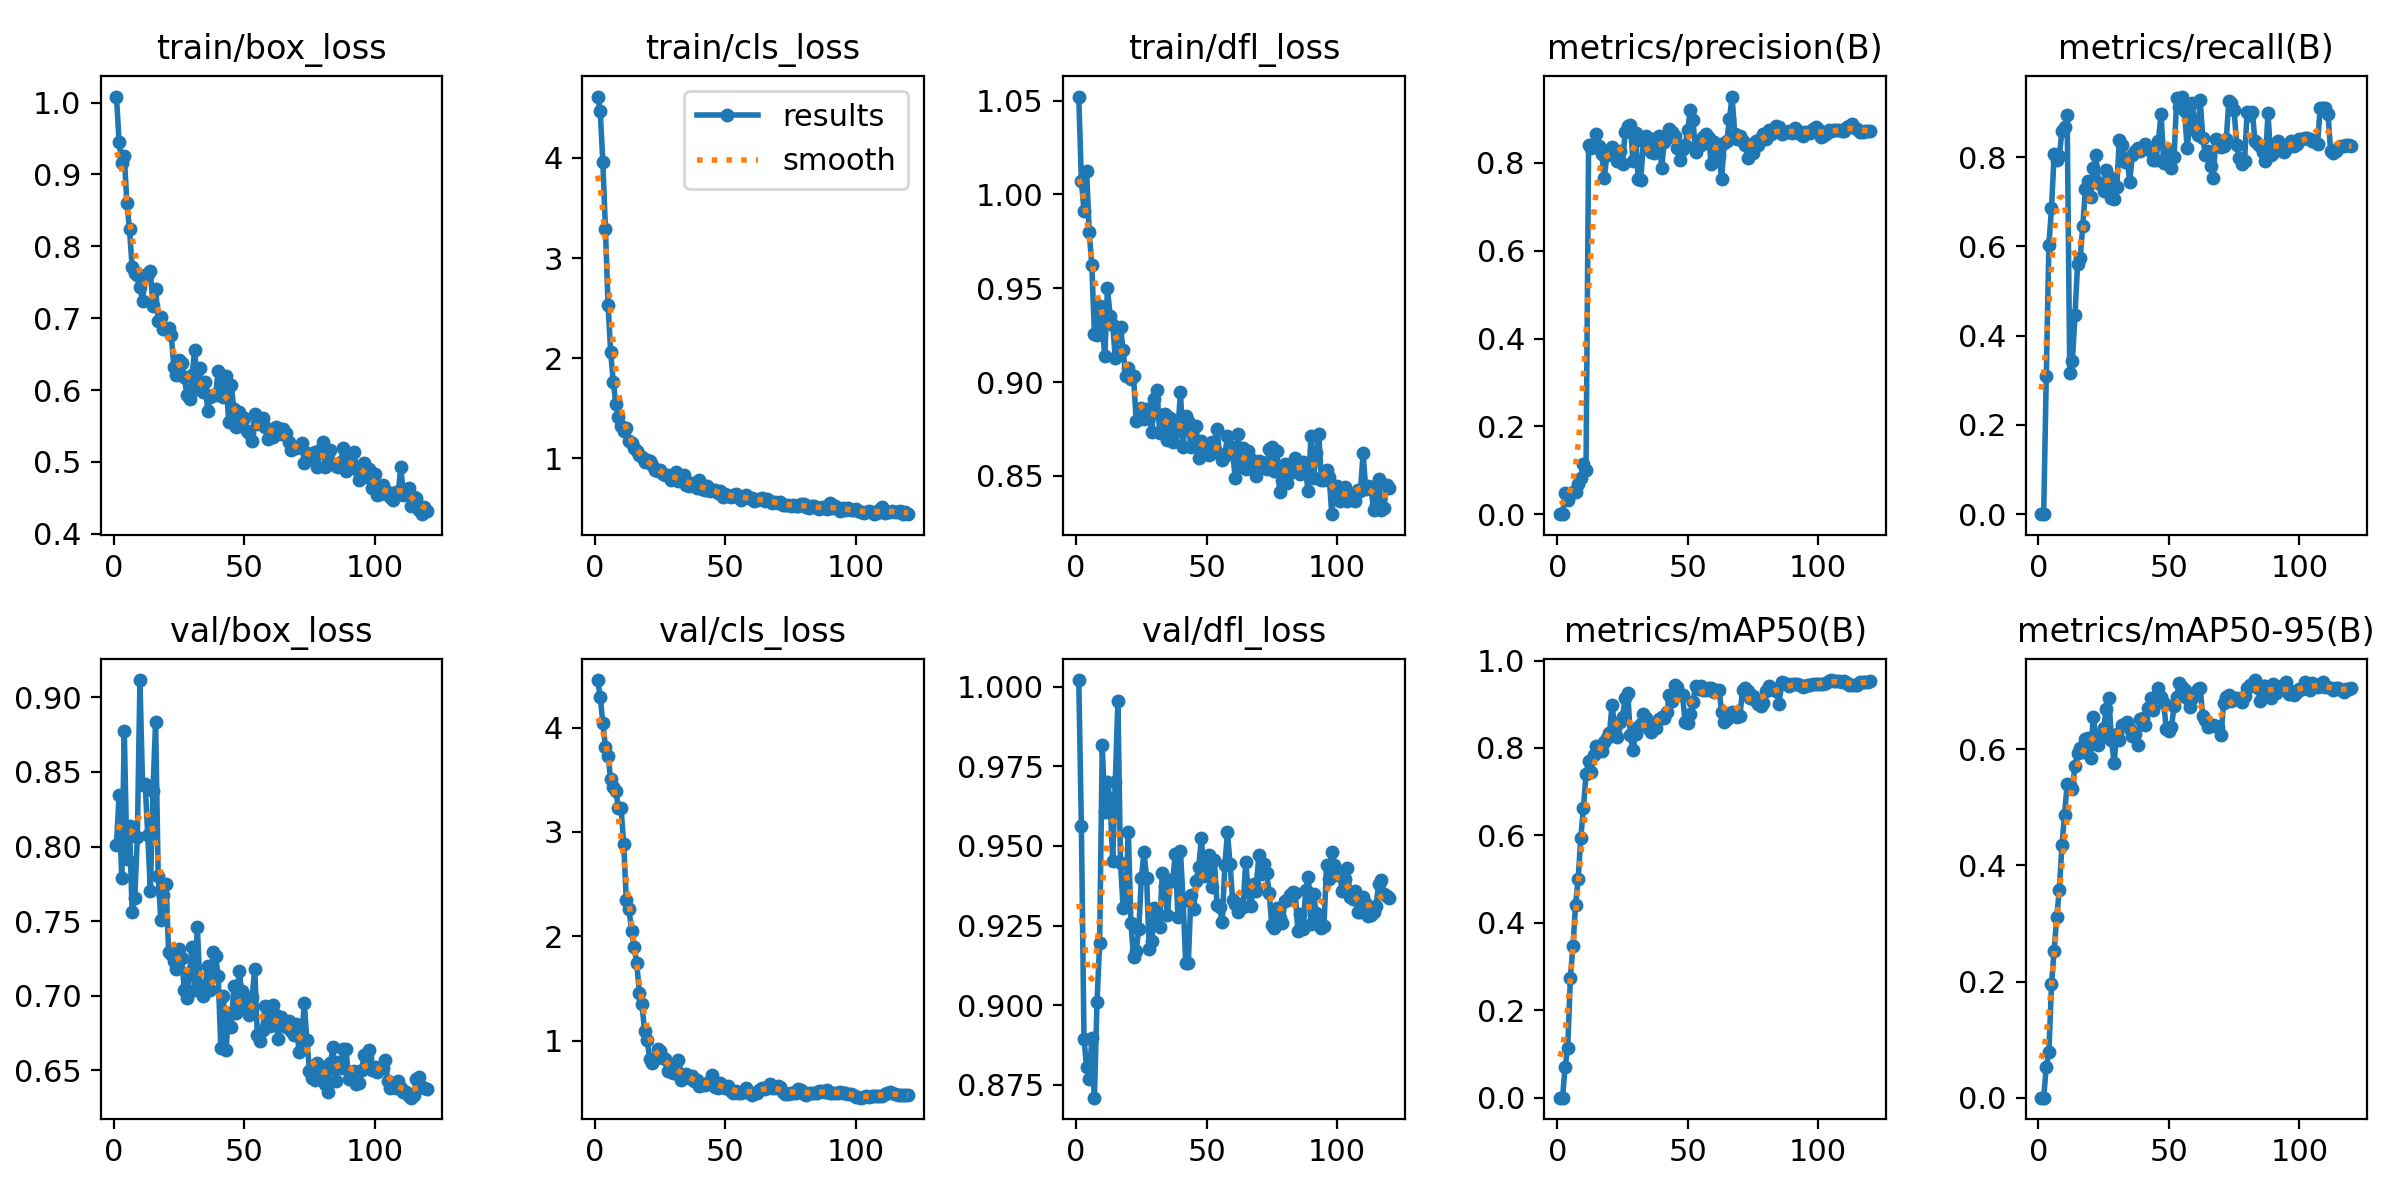 train/box_loss
train/cls_loss
train/dfl_loss
metrics/precision(B)
metrics/recall(B)
1.0
0.9
0.8
0.7
0.6
0.5
0.4
0 50 100
results
smooth
4
3
2
1
0 50 100
1.05
1.00
0.95
0.90
0.85
0 50 100
0.8
0.6
0.4
0.2
0.0
0 50 100
0.8
0.6
0.4
0.2
0.0
0 50 100
val/box_loss
val/cls_loss
val/dfl_loss
metrics/mAP50(B)
metrics/mAP50-95(B)
0.90
0.85
0.80
0.75
0.70
0.65
0 50 100
4
3
2
1
0 50 100
1.000
0.975
0.950
0.925
0.900
0.875
0 50 100
1.0
0.8
0.6
0.4
0.2
0.0
0 50 100
0.6
0.4
0.2
0.0
0 50 100